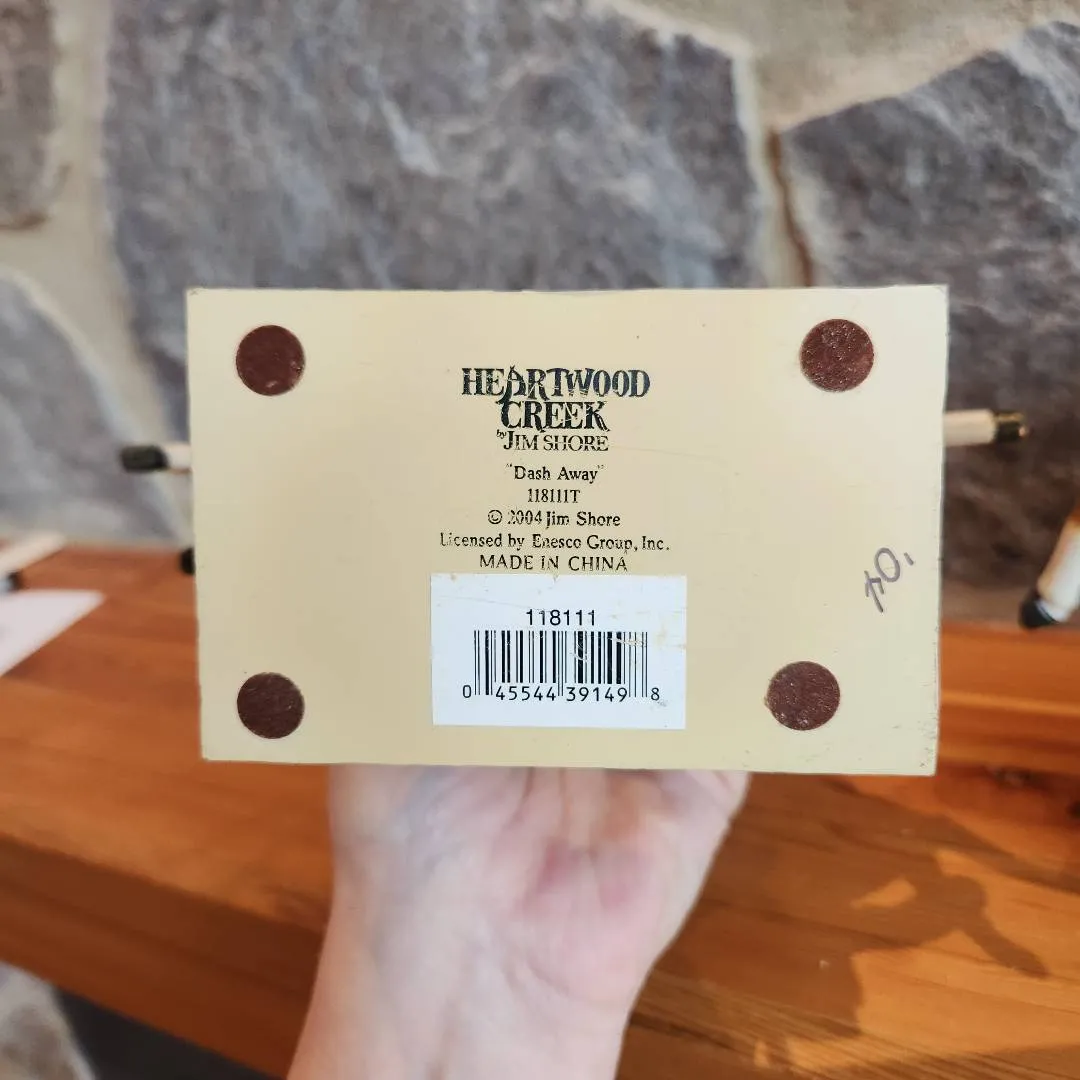 HEARTWOOD
CREEK
by JIM SHORE
"Dash Away"
118111T
© 2004 Jim Shore
Licensed by Enesco Group, Inc.
MADE IN CHINA
'04
118111
0 45544 39149 8